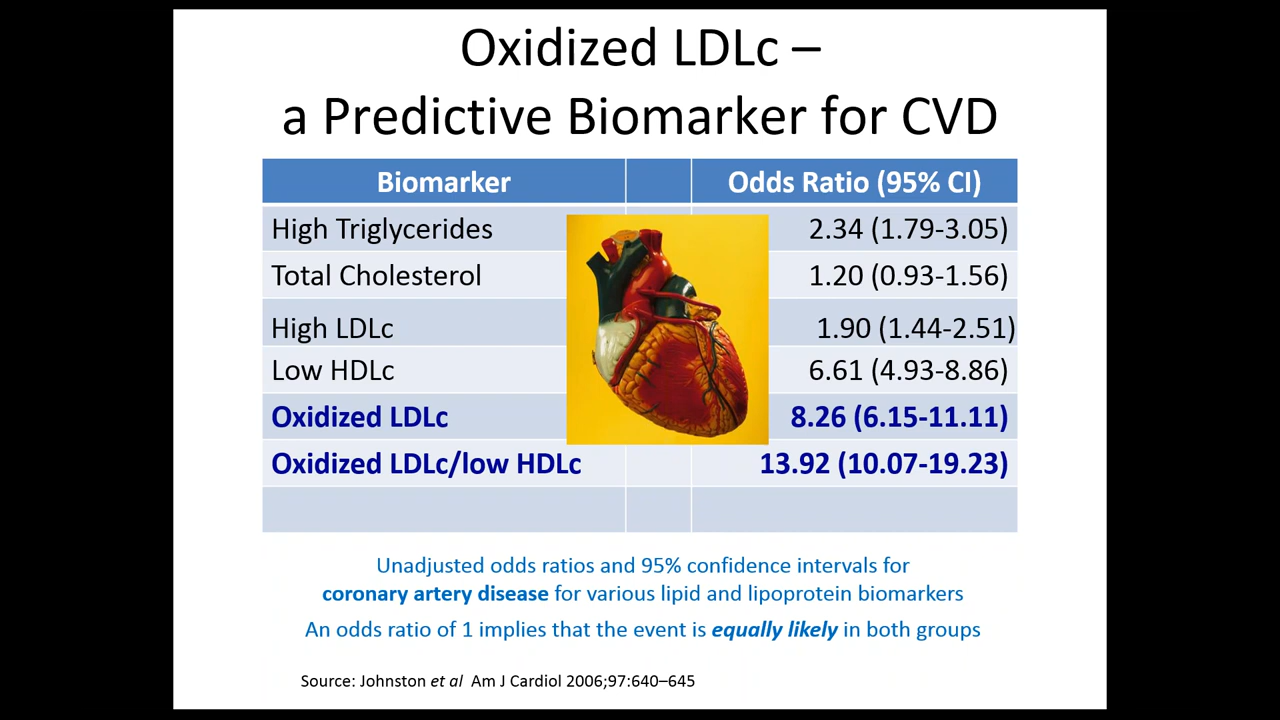 Oxidized LDLc –
a Predictive Biomarker for CVD
Biomarker Odds Ratio (95% CI)
High Triglycerides 2.34 (1.79-3.05)
Total Cholesterol 1.20 (0.93-1.56)
High LDLc 1.90 (1.44-2.51)
Low HDLc 6.61 (4.93-8.86)
Oxidized LDLc 8.26 (6.15-11.11)
Oxidized LDLc/low HDLc 13.92 (10.07-19.23)
Unadjusted odds ratios and 95% confidence intervals for
coronary artery disease for various lipid and lipoprotein biomarkers
An odds ratio of 1 implies that the event is equally likely in both groups
Source: Johnston et al Am J Cardiol 2006;97:640–645